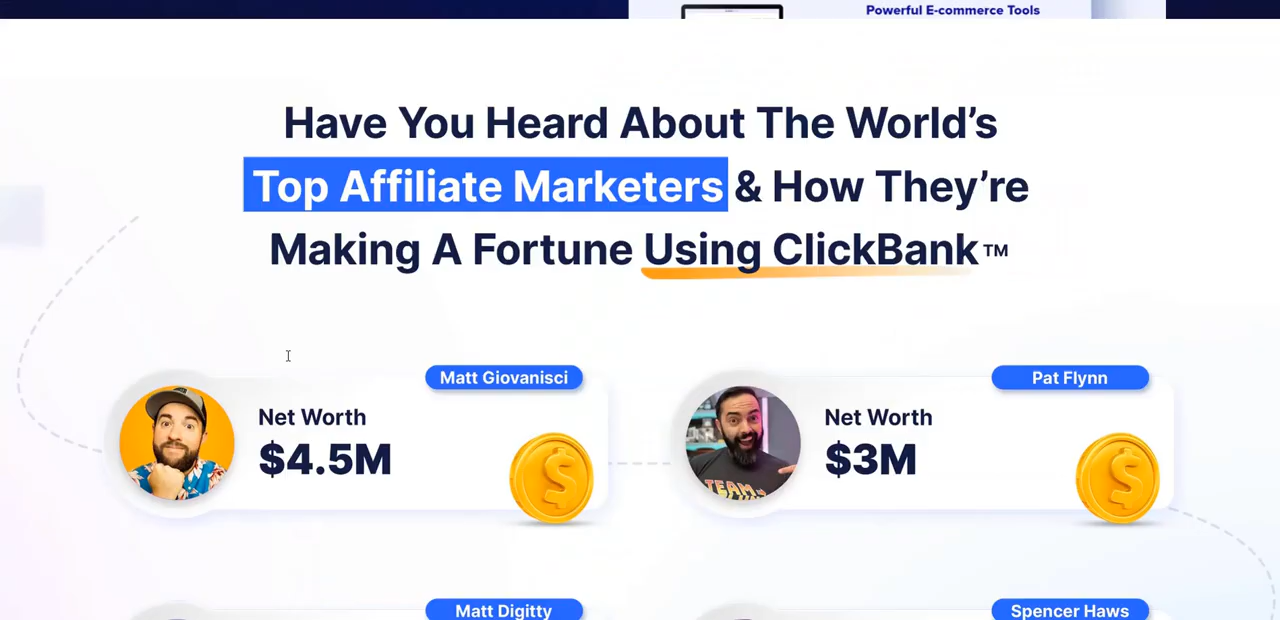 Powerful E-commerce Tools
Have You Heard About The World’s
Top Affiliate Marketers & How They’re
Making A Fortune Using ClickBank™
Matt Giovanisci
Net Worth
$4.5M
Pat Flynn
Net Worth
$3M
TEAM
Matt Digitty
Spencer Haws